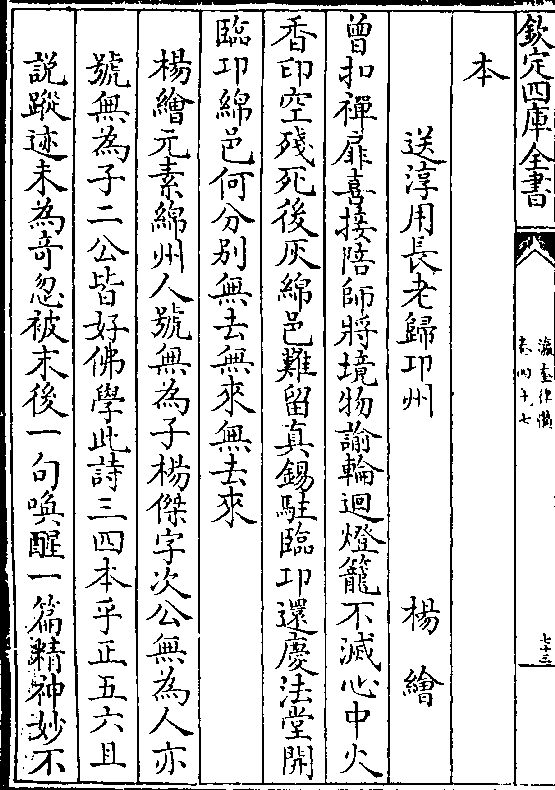 欽定四庫全書
瀛奎律髓
卷四十七
七十三
本
送淳用長老歸卭州　楊繪
曾扣禪扉喜接陪師將境物諭輪迴燈籠不滅心中火
香印空殘死後灰綿邑難留真錫駐臨卭還慶法堂開
臨卭綿邑何分别無去無來無去來
楊繪元素綿州人號無為子楊傑字次公無為人亦
號無為子二公皆好佛學此詩三四本乎正五六且
説蹤迹未為竒忽被末後一句喚醒一篇精神妙不